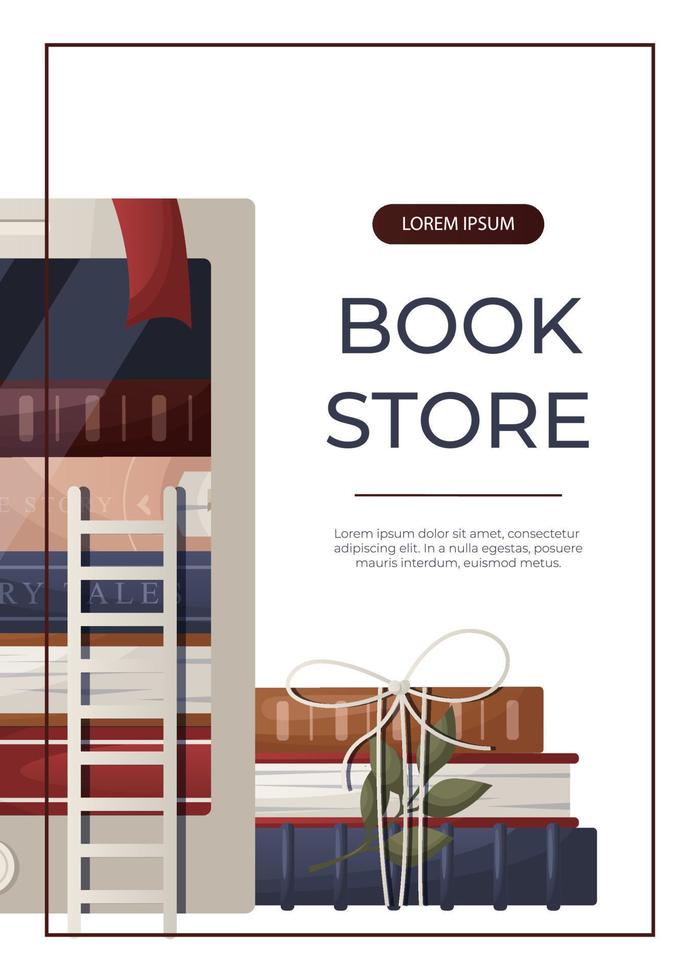 LOREM IPSUM
BOOK
STORE
Lorem ipsum dolor sit amet, consectetur
adipiscing elit. In a nulla egestas, posuere
mauris interdum, euismod metus.
E STORY
RY TALES